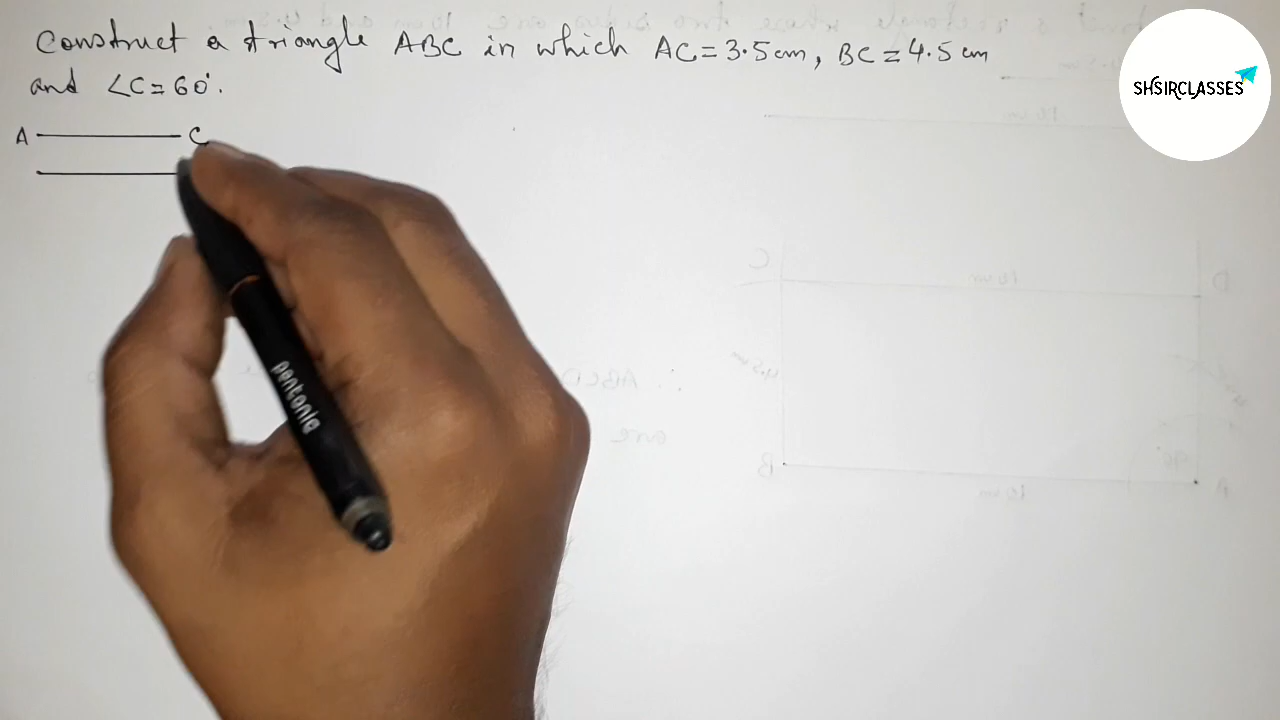 Construct a triangle ABC in which AC = 3.5 cm, BC = 4.5 cm
and ∠C = 60°.
SHSIRCLASSES
A C
pentonic